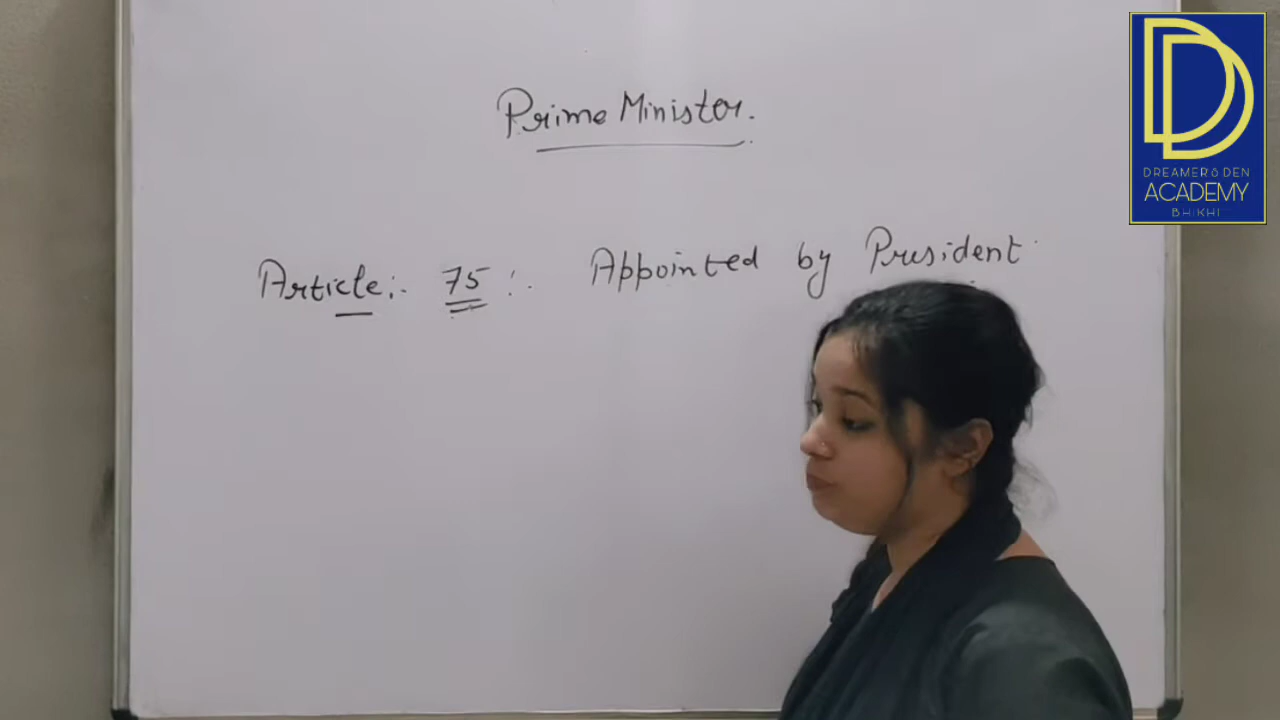 Prime Minister.
Article:- 75:- Appointed by President
DREAMERS DEN
ACADEMY
BHIKHI